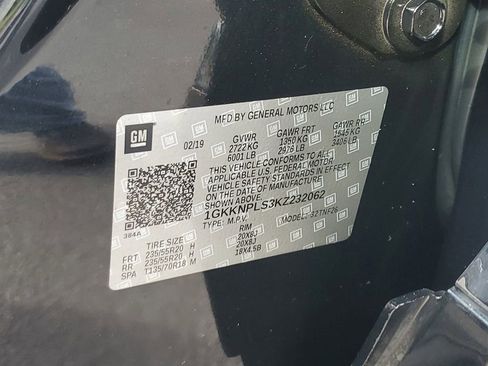 GM
MFD BY GENERAL MOTORS LLC
02/19 GVWR GAWR FRT GAWR RR
2722 KG 1350 KG 1545 KG
6001 LB 2976 LB 3406 LB
THIS VEHICLE CONFORMS TO ALL
APPLICABLE U.S. FEDERAL MOTOR
VEHICLE SAFETY STANDARDS IN EFFECT
ON THE DATE OF MANUFACTURE
SHOWN ABOVE.
1GKKNPLS3KZ232062
TYPE: M.P.V. MODEL: S2TNF26
384A
TIRE SIZE RIM
FRT 235/55R20 H 20X8J
RR 235/55R20 H 20X8J
SPA T135/70R18 M 18X4.5B